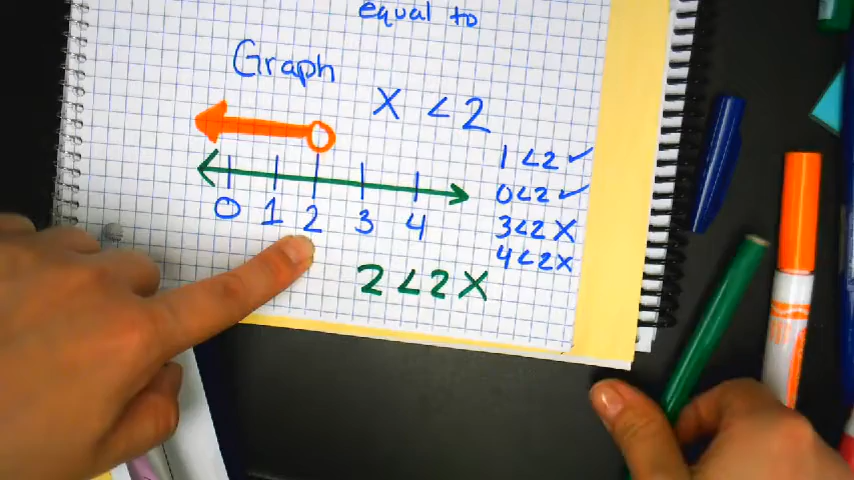 equal to
Graph
X < 2
1 < 2 ✓
0 < 2 ✓
3 < 2 X
4 < 2 X
0 1 2 3 4
2 < 2 X